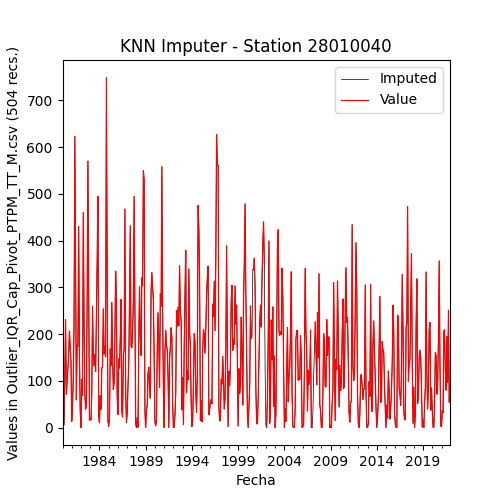 KNN Imputer - Station 28010040
Values in Outlier_IQR_Cap_Pivot_PTPM_TT_M.csv (504 recs.)
Imputed
Value
700
600
500
400
300
200
100
0
1984 1989 1994 1999 2004 2009 2014 2019
Fecha